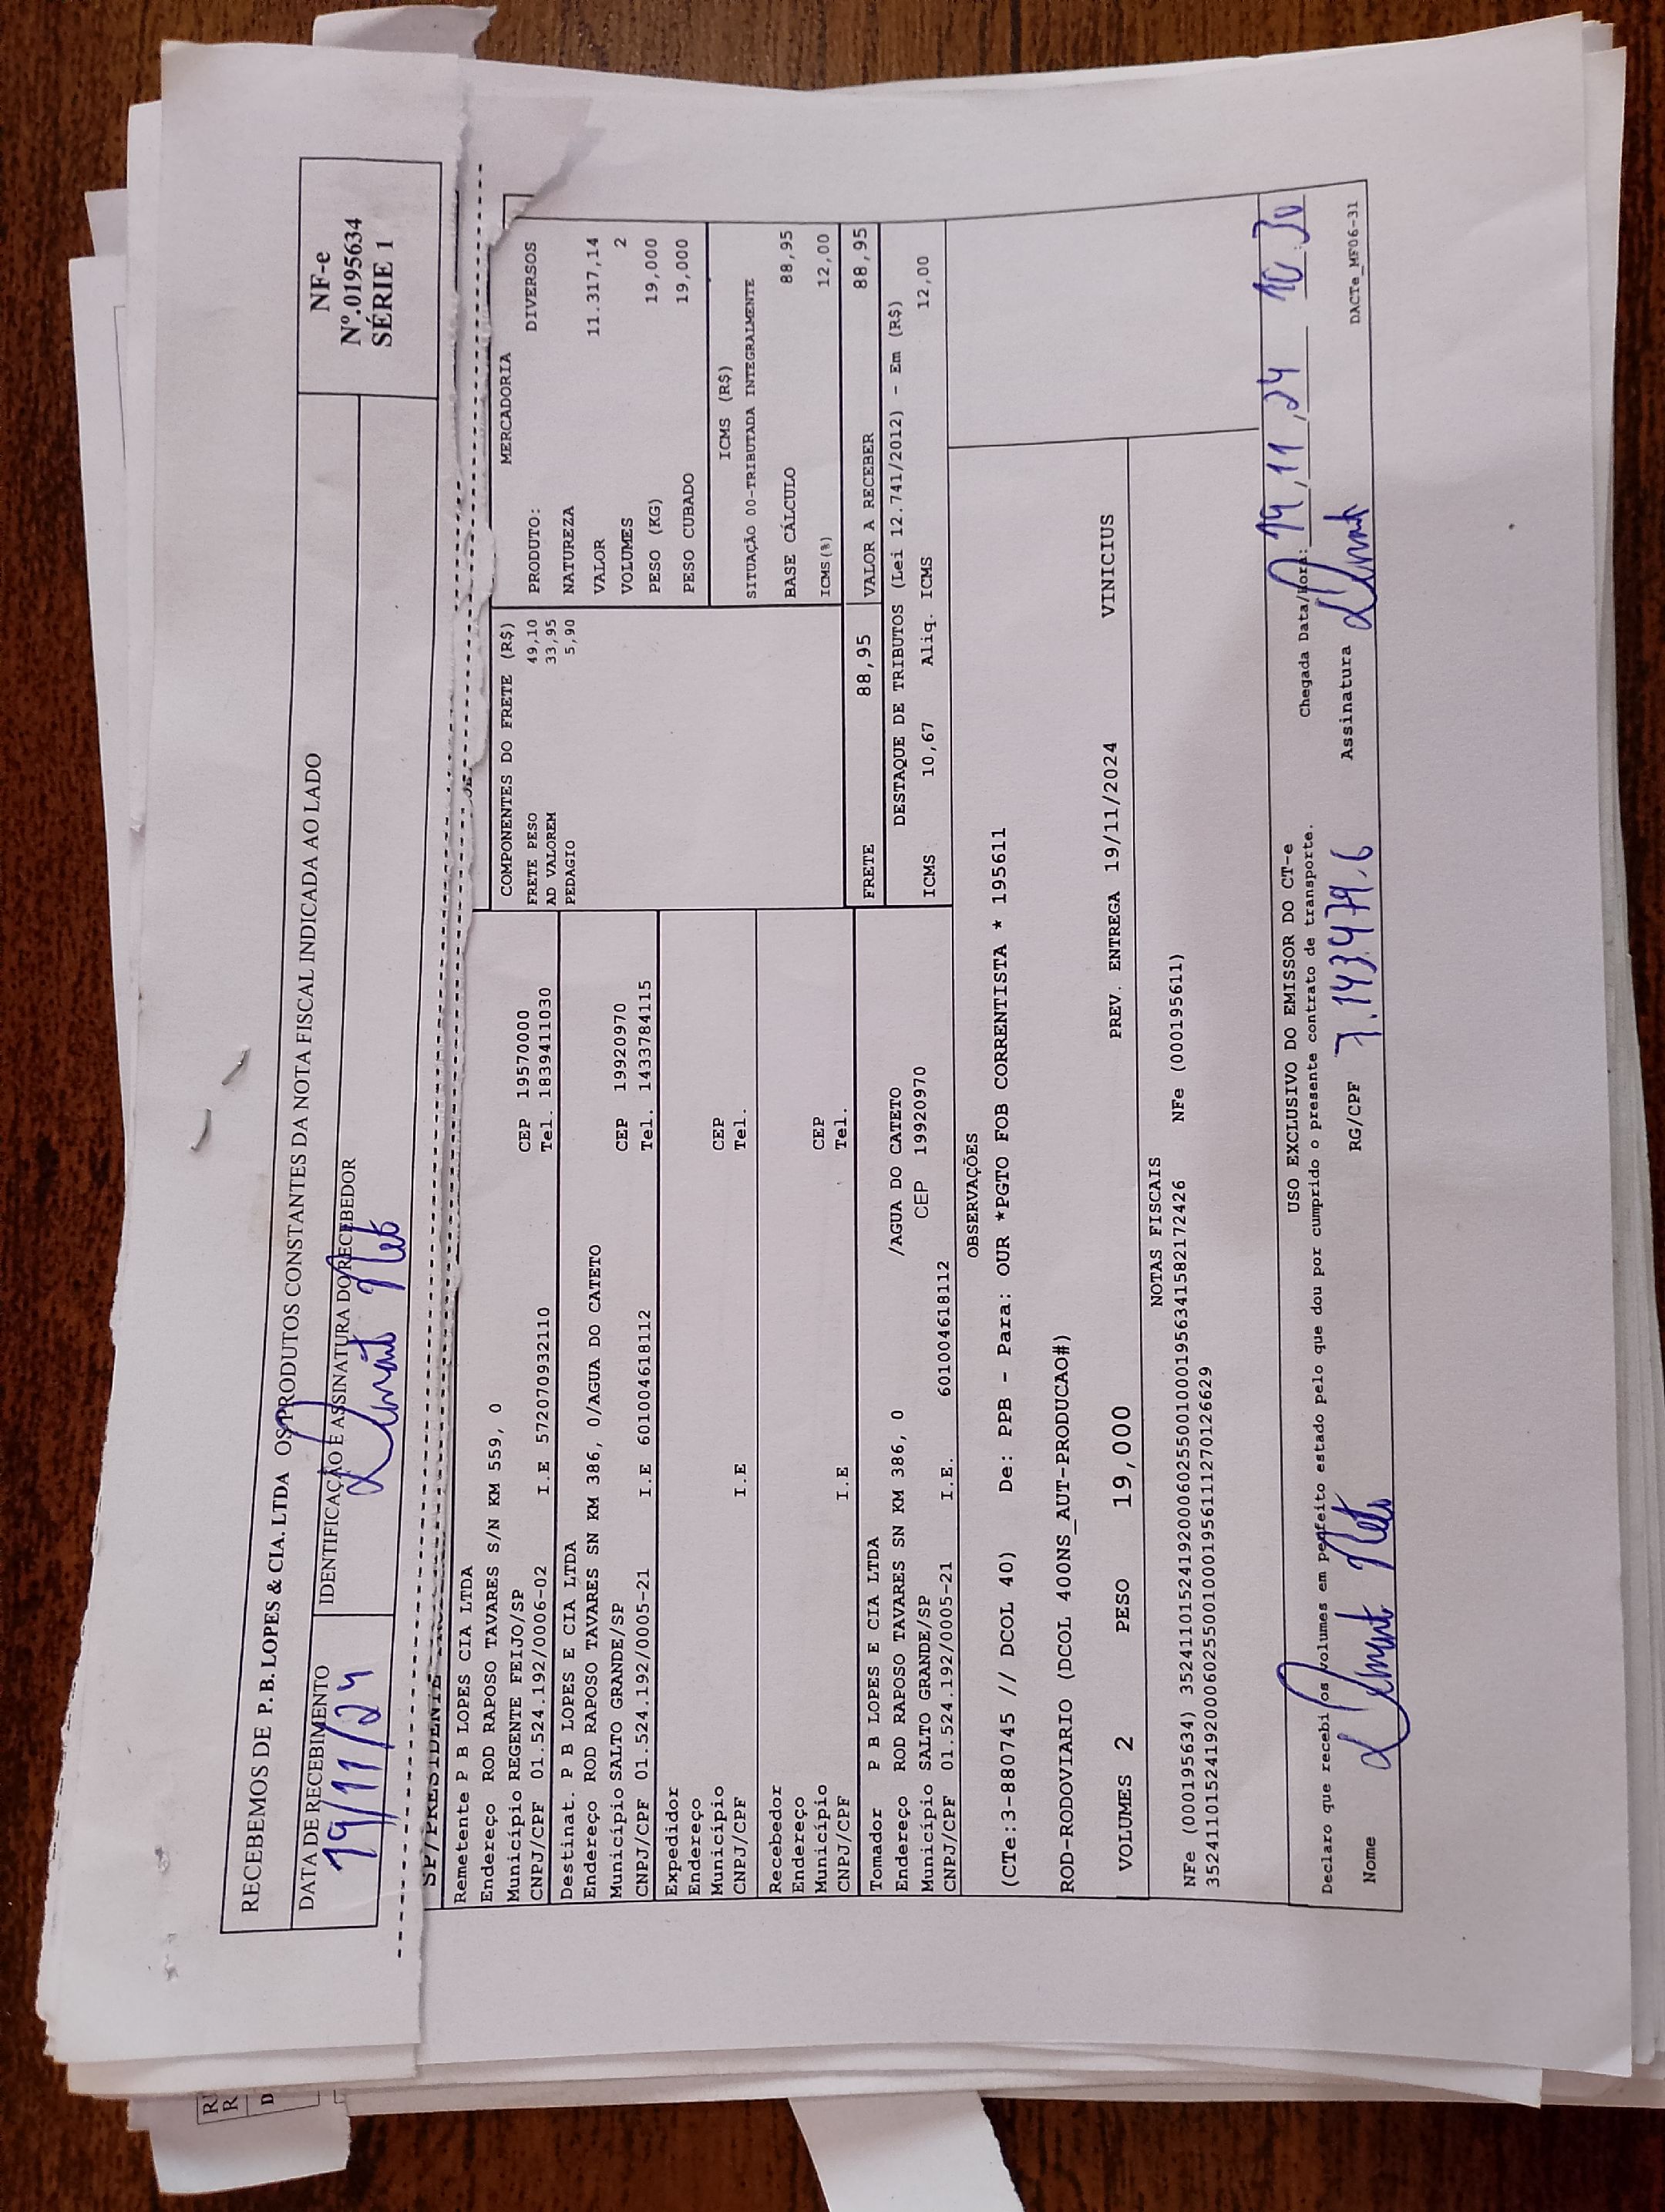 RECEBEMOS DE P. B. LOPES & CIA. LTDA OS PRODUTOS CONSTANTES DA NOTA FISCAL INDICADA AO LADO
DATA DE RECEBIMENTO
19/11/24
IDENTIFICAÇÃO E ASSINATURA DO RECEBEDOR
NF-e
Nº.0195634
SÉRIE 1
SP/PRESIDENTE
Remetente P B LOPES CIA LTDA
Endereço ROD RAPOSO TAVARES S/N KM 559, 0
Município REGENTE FEIJO/SP CEP 19570000
CNPJ/CPF 01.524.192/0006-02 I.E 572070932110 Tel. 1839411030
Destinat. P B LOPES E CIA LTDA
Endereço ROD RAPOSO TAVARES SN KM 386, 0/AGUA DO CATETO
Município SALTO GRANDE/SP CEP 19920970
CNPJ/CPF 01.524.192/0005-21 I.E 601004618112 Tel. 1433784115
Expedidor
Endereço
Município CEP
CNPJ/CPF I.E Tel.
Recebedor
Endereço
Município CEP
CNPJ/CPF I.E Tel.
Tomador P B LOPES E CIA LTDA
Endereço ROD RAPOSO TAVARES SN KM 386, 0 /AGUA DO CATETO
Município SALTO GRANDE/SP CEP 19920970
CNPJ/CPF 01.524.192/0005-21 I.E. 601004618112
COMPONENTES DO FRETE (R$)
FRETE PESO 49,10
AD VALOREM 33,95
PEDAGIO 5,90
MERCADORIA
PRODUTO: DIVERSOS
NATUREZA
VALOR 11.317,14
VOLUMES 2
PESO (KG) 19,000
PESO CUBADO 19,000
ICMS (R$)
SITUAÇÃO 00-TRIBUTADA INTEGRALMENTE
BASE CÁLCULO 88,95
ICMS(%) 12,00
FRETE 88,95 VALOR A RECEBER 88,95
DESTAQUE DE TRIBUTOS (Lei 12.741/2012) - Em (R$)
ICMS 10,67 Aliq. ICMS 12,00
OBSERVAÇÕES
(CTe:3-880745 // DCOL 40) De: PPB - Para: OUR *PGTO FOB CORRENTISTA * 195611
ROD-RODOVIARIO (DCOL 400NS_AUT-PRODUCAO#)
VOLUMES 2 PESO 19,000 PREV. ENTREGA 19/11/2024 VINICIUS
NOTAS FISCAIS
NFe (000195634) 35241101524192000602550010001956341582172426 NFe (000195611)
35241101524192000602550010001956111270126629
USO EXCLUSIVO DO EMISSOR DO CT-e
Declaro que recebi os volumes em perfeito estado pelo que dou por cumprido o presente contrato de transporte.
Chegada Data/Hora: 19,11,24 10:30
Nome RG/CPF 7.143.479.6 Assinatura
DACTe_MF06-31